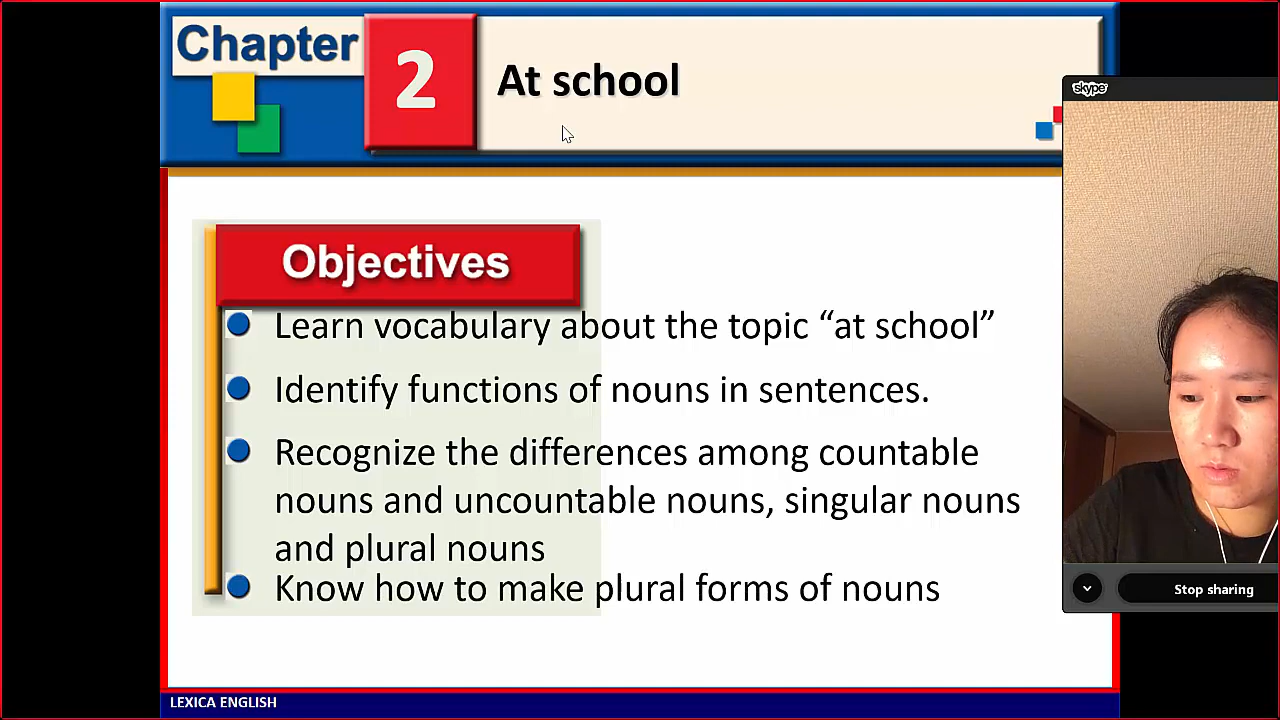 Chapter
2
At school
skype
Objectives
Learn vocabulary about the topic “at school”
Identify functions of nouns in sentences.
Recognize the differences among countable
nouns and uncountable nouns, singular nouns
and plural nouns
Know how to make plural forms of nouns
Stop sharing
LEXICA ENGLISH